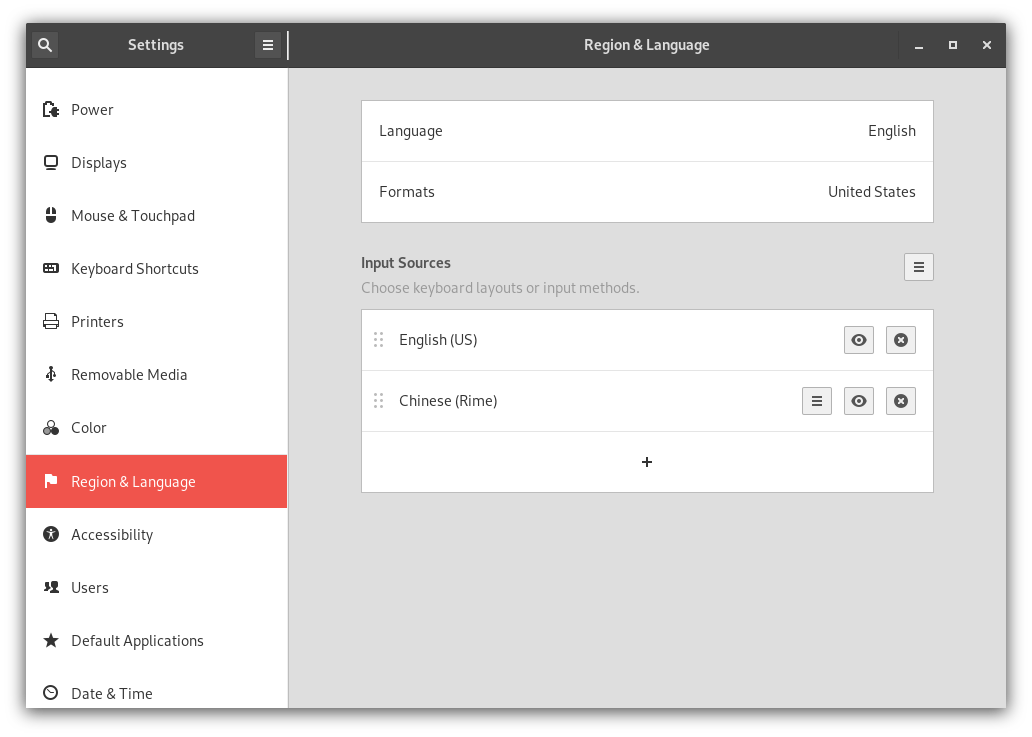 Settings
Region & Language
Power
Displays
Mouse & Touchpad
Keyboard Shortcuts
Printers
Removable Media
Color
Region & Language
Accessibility
Users
Default Applications
Date & Time
Language English
Formats United States
Input Sources
Choose keyboard layouts or input methods.
English (US)
Chinese (Rime)